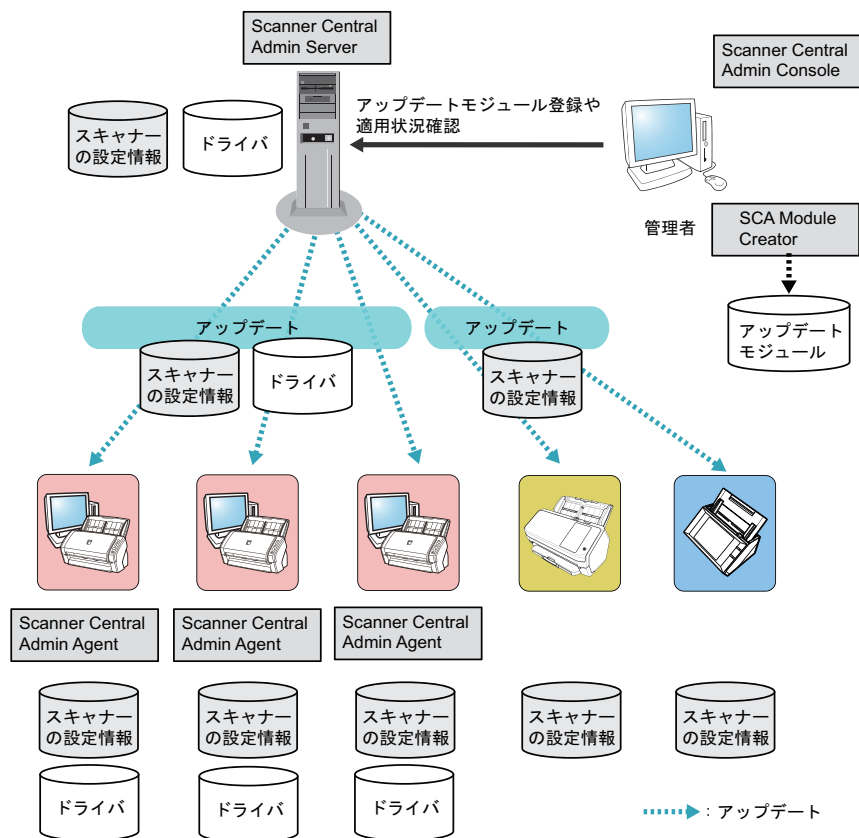 Scanner Central
Admin Server
Scanner Central
Admin Console
アップデートモジュール登録や
適用状況確認
スキャナー
の設定情報
ドライバ
管理者
SCA Module
Creator
アップデート
モジュール
アップデート
アップデート
スキャナー
の設定情報
ドライバ
スキャナー
の設定情報
Scanner Central
Admin Agent
Scanner Central
Admin Agent
Scanner Central
Admin Agent
スキャナー
の設定情報
スキャナー
の設定情報
スキャナー
の設定情報
スキャナー
の設定情報
スキャナー
の設定情報
ドライバ
ドライバ
ドライバ
：アップデート